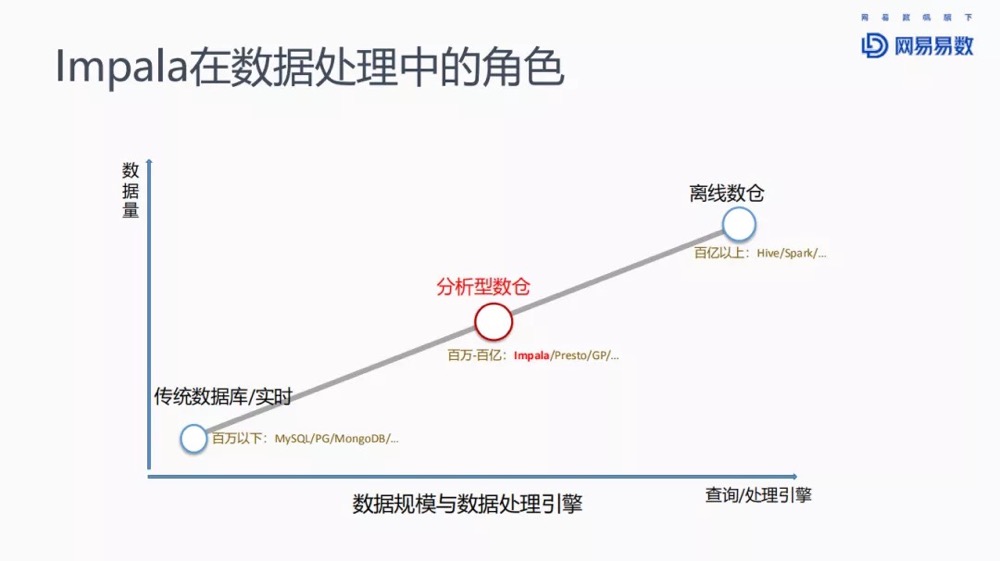 网易数帆旗下
网易易数
Impala在数据处理中的角色
数据量
离线数仓
百亿以上：Hive/Spark/...
分析型数仓
百万-百亿：Impala/Presto/GP/...
传统数据库/实时
百万以下：MySQL/PG/MongoDB/...
查询/处理引擎
数据规模与数据处理引擎